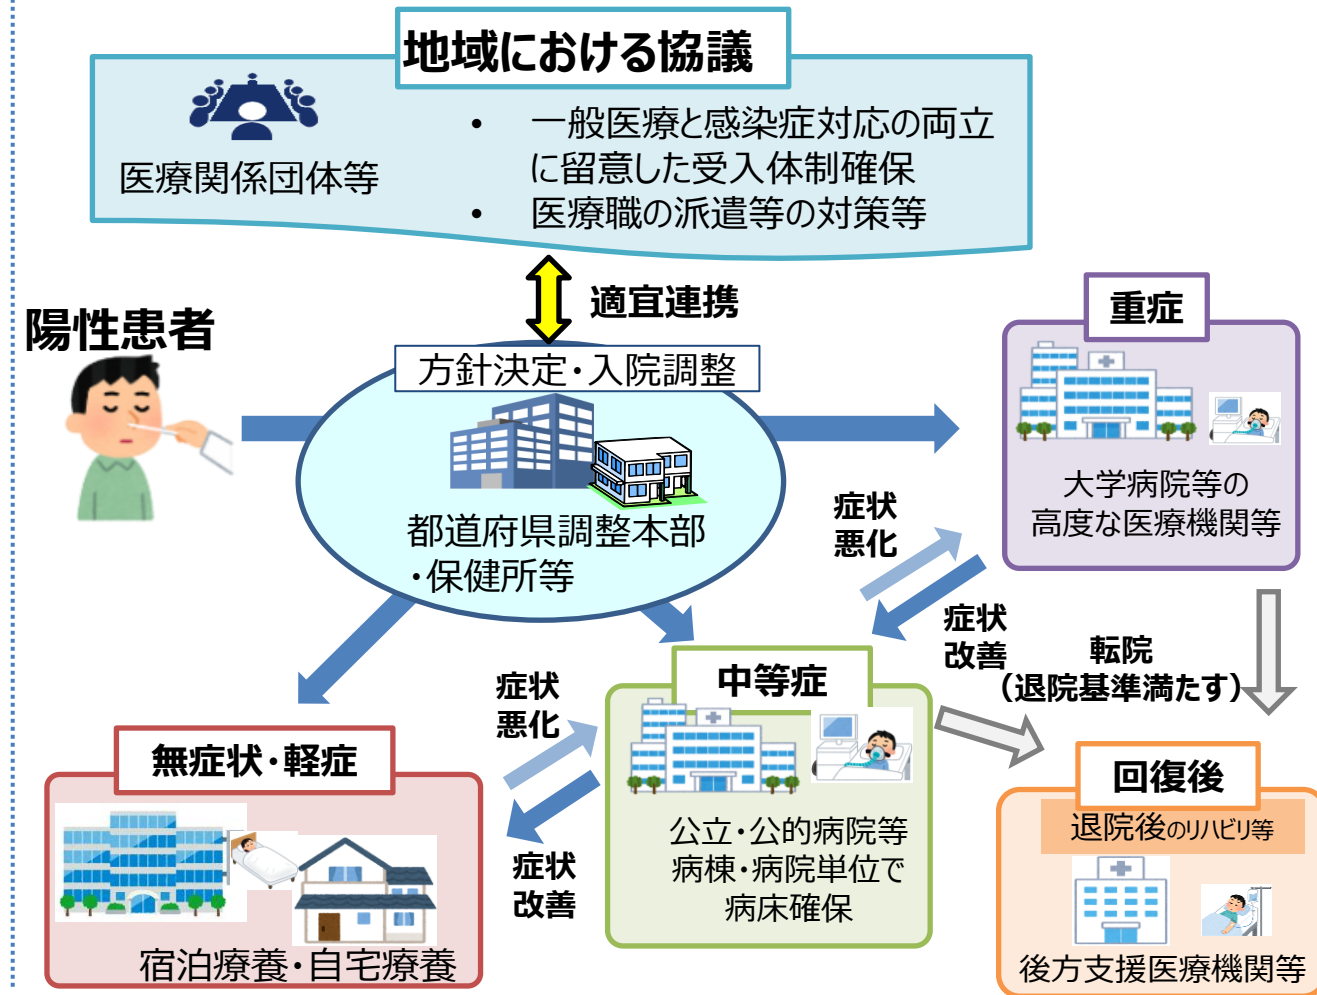 地域における協議
医療関係団体等
• 一般医療と感染症対応の両立
に留意した受入体制確保
• 医療職の派遣等の対策等
適宜連携
陽性患者
方針決定・入院調整
都道府県調整本部
・保健所等
重症
大学病院等の
高度な医療機関等
症状
悪化
症状
改善
転院
（退院基準満たす）
中等症
公立・公的病院等
病棟・病院単位で
病床確保
症状
悪化
症状
改善
無症状・軽症
宿泊療養・自宅療養
回復後
退院後のリハビリ等
後方支援医療機関等